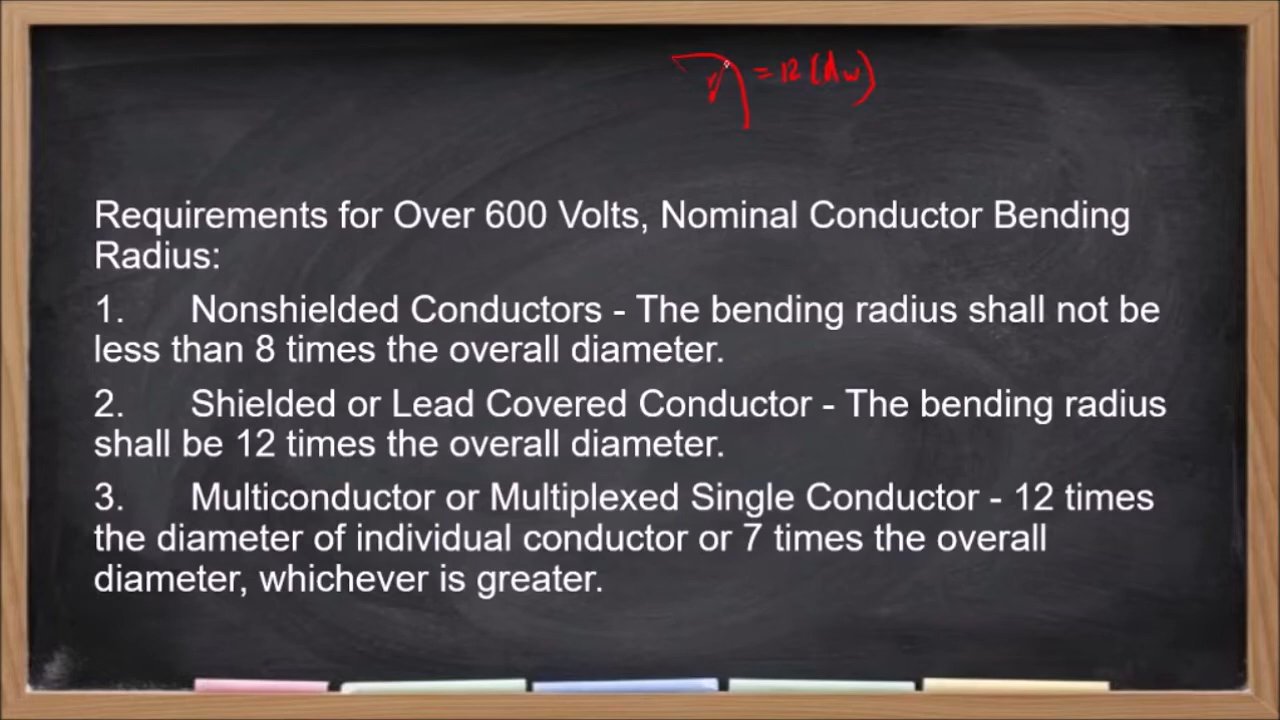 r = 12 (dw)
Requirements for Over 600 Volts, Nominal Conductor Bending
Radius:
1. Nonshielded Conductors - The bending radius shall not be
less than 8 times the overall diameter.
2. Shielded or Lead Covered Conductor - The bending radius
shall be 12 times the overall diameter.
3. Multiconductor or Multiplexed Single Conductor - 12 times
the diameter of individual conductor or 7 times the overall
diameter, whichever is greater.